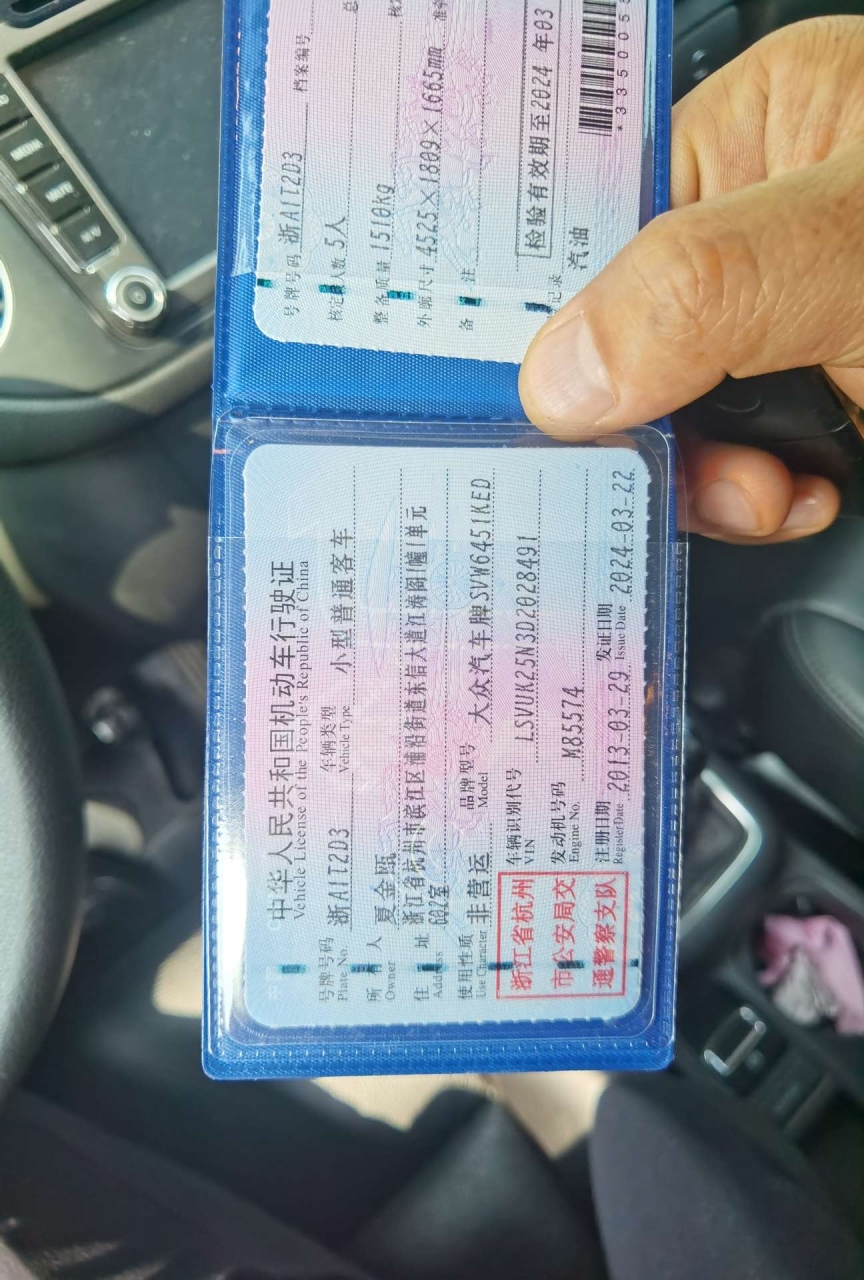 中华人民共和国机动车行驶证
Vehicle License of the People's Republic of China
号牌号码 浙A1T2D3 车辆类型 小型普通客车
Plate No. Vehicle Type
所有人 夏金瓯
Owner
住址 浙江省杭州市滨江区浦沿街道东信大道江涛阁1幢1单元
Address 602室
使用性质 非营运 品牌型号 大众汽车牌SVW6451KED
Use Character Model
浙江省杭州
市公安局交
通警察支队
车辆识别代号 LSVUK25N3D2028491
VIN
发动机号码 M85574
Engine No.
注册日期 2013-03-29 发证日期 2024-03-22
Register Date Issue Date
号牌号码 浙A1T2D3 档案编号
核定载人数 5人 总
整备质量 1510kg 核
外廓尺寸 4525×1809×1665mm 准
备注
检验有效期至2024年03
记录 汽油
*3350058
MEDIA